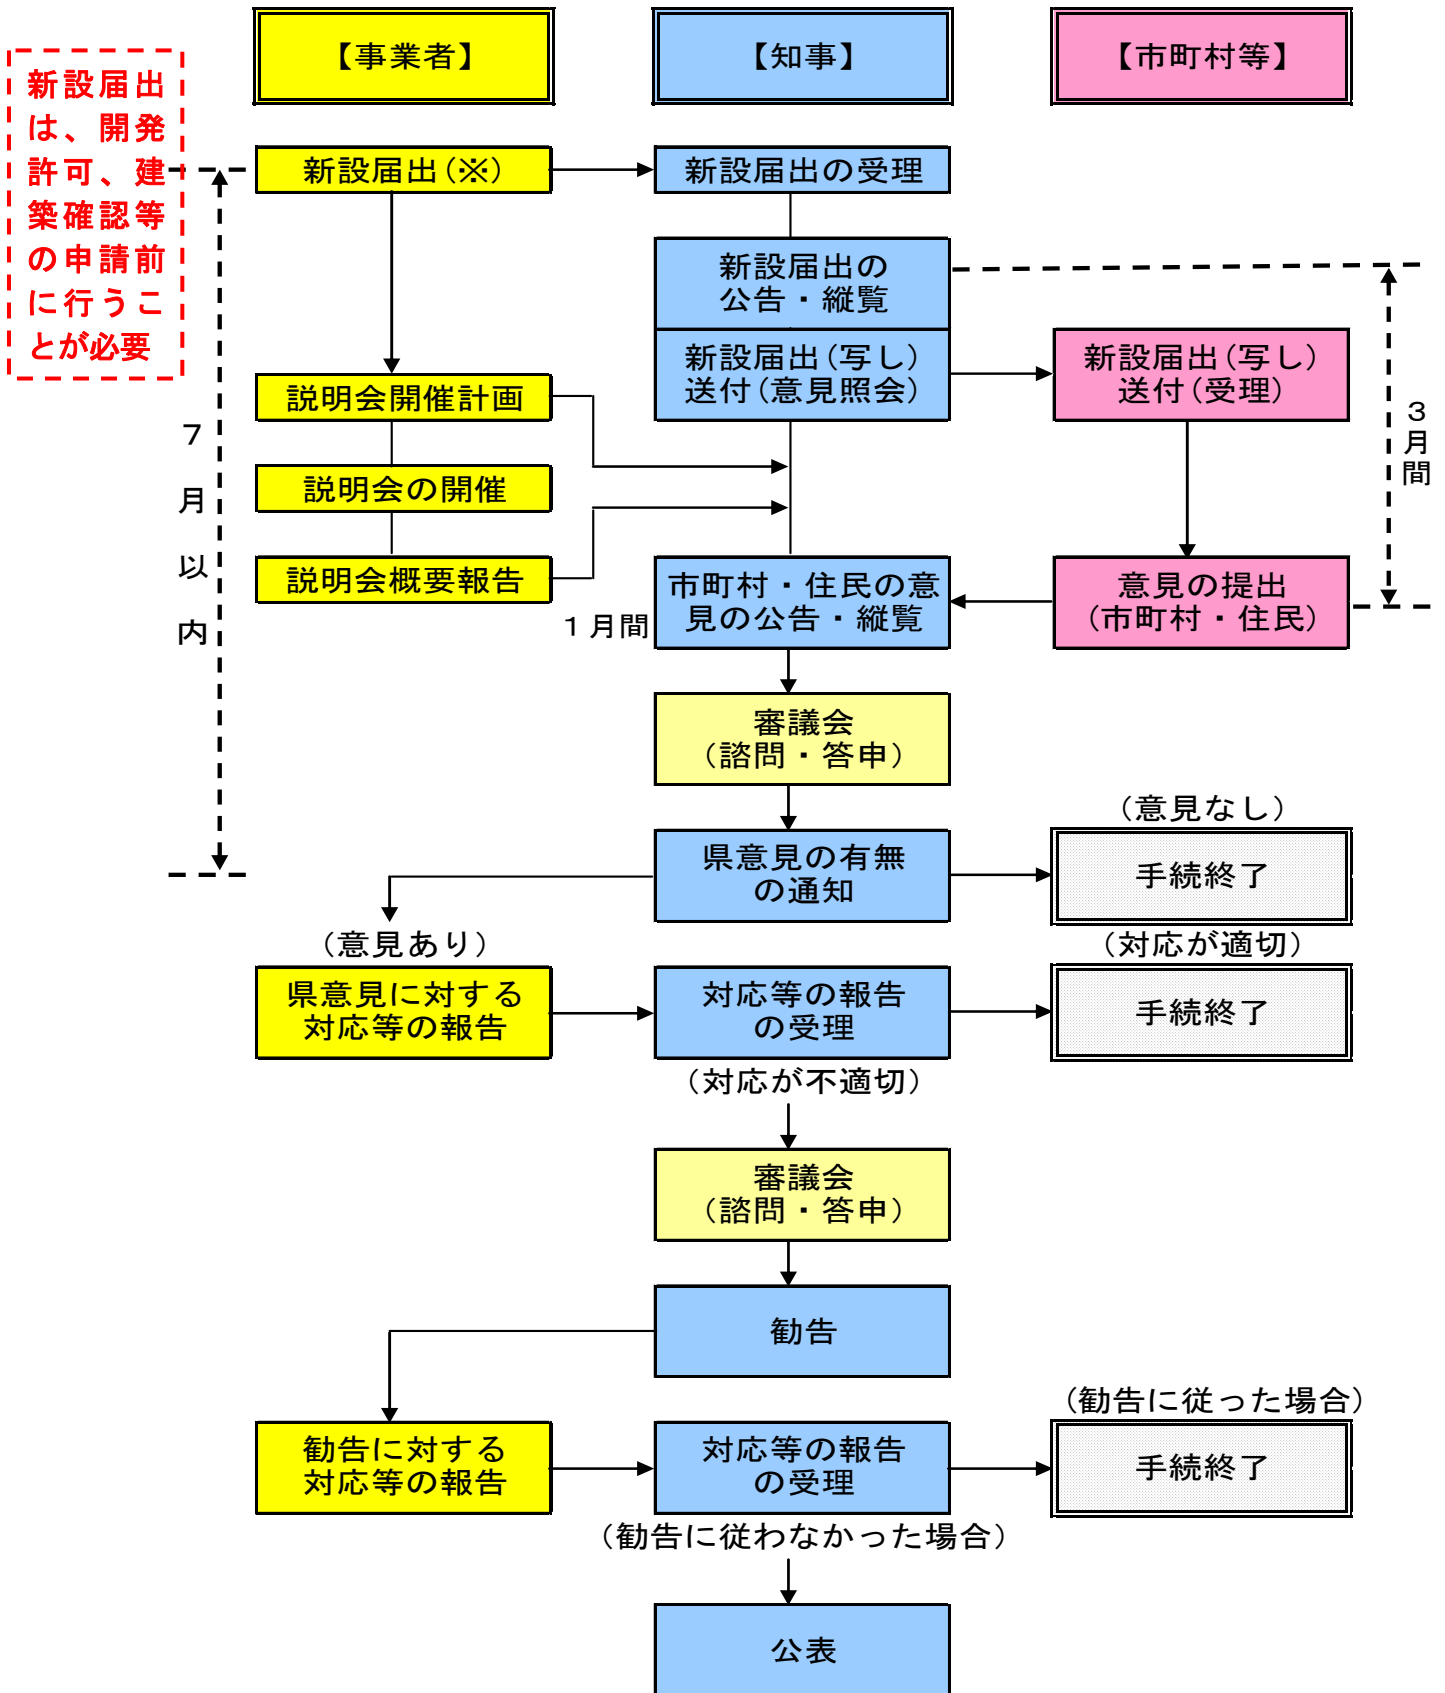 【事業者】
【知事】
【市町村等】
新設届出
は、開発
許可、建
築確認等
の申請前
に行うこ
とが必要
新設届出(※)
新設届出の受理
新設届出の
公告・縦覧
新設届出(写し)
送付(意見照会)
新設届出(写し)
送付(受理)
説明会開催計画
説明会の開催
説明会概要報告
7
月
以
内
3
月
間
1月間
市町村・住民の意
見の公告・縦覧
意見の提出
(市町村・住民)
審議会
(諮問・答申)
(意見なし)
県意見の有無
の通知
手続終了
(意見あり)
(対応が適切)
県意見に対する
対応等の報告
対応等の報告
の受理
手続終了
(対応が不適切)
審議会
(諮問・答申)
勧告
(勧告に従った場合)
勧告に対する
対応等の報告
対応等の報告
の受理
手続終了
(勧告に従わなかった場合)
公表